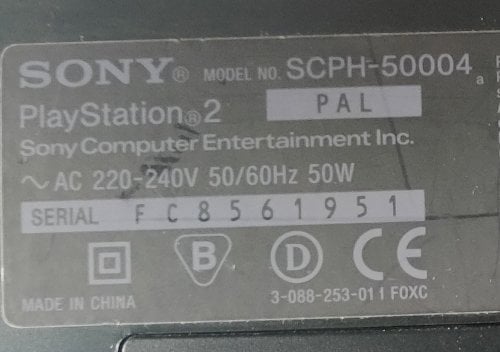 SONY® MODEL NO. SCPH-50004 a
PlayStation®2 PAL
Sony Computer Entertainment Inc.
~ AC 220-240V 50/60Hz 50W
SERIAL FC8561951
B D CE
MADE IN CHINA 3-088-253-011 FOXC